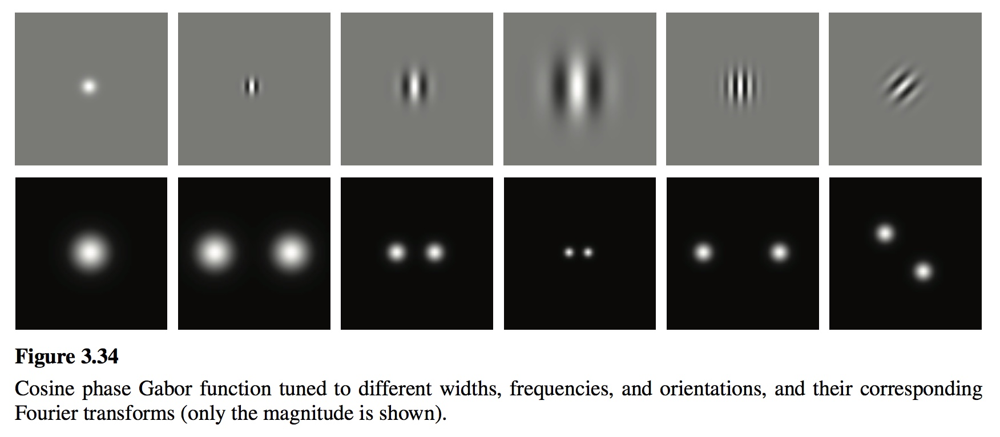 Figure 3.34
Cosine phase Gabor function tuned to different widths, frequencies, and orientations, and their corresponding
Fourier transforms (only the magnitude is shown).